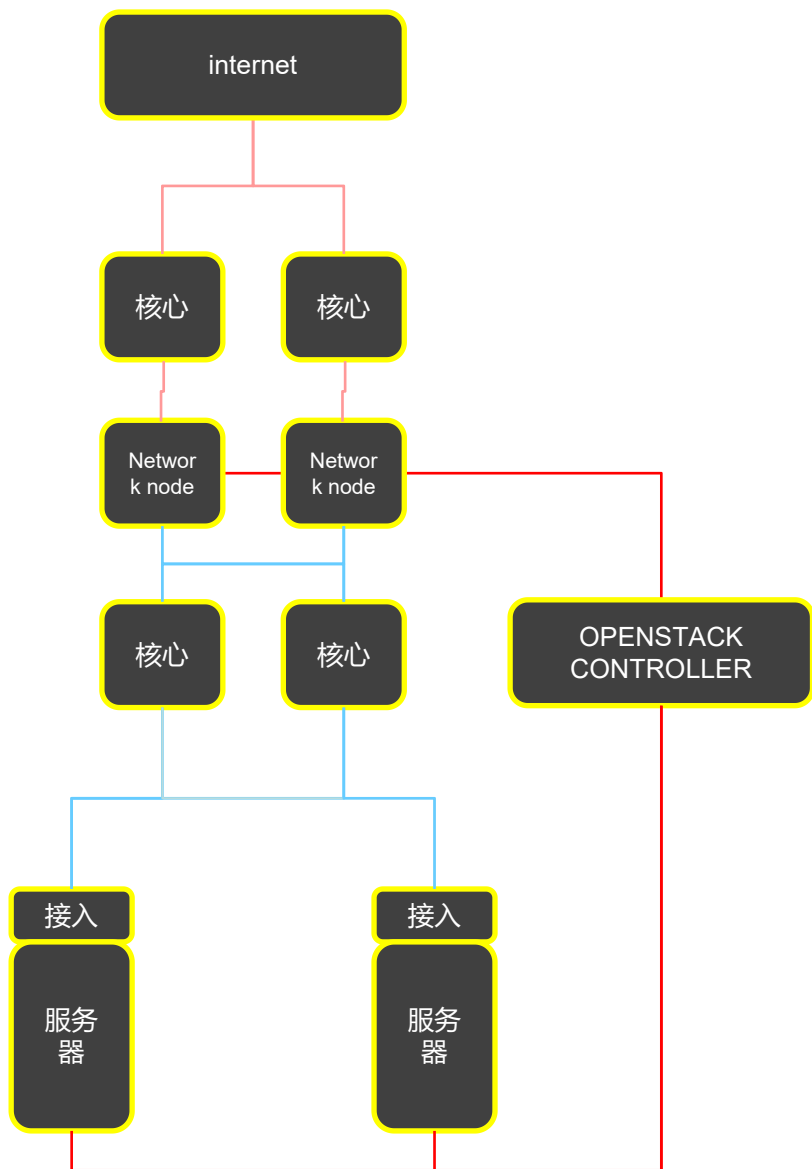 internet
核心
核心
Networ
k node
Networ
k node
核心
核心
OPENSTACK
CONTROLLER
接入
接入
服务
器
服务
器